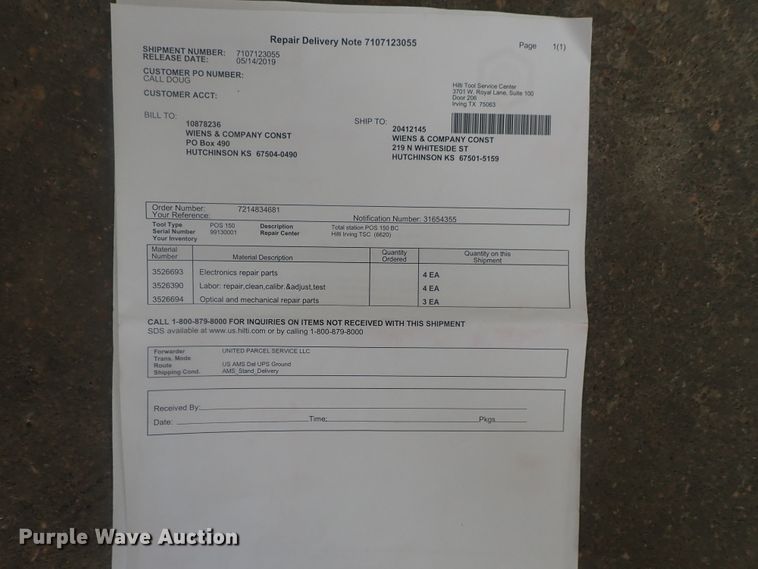 Repair Delivery Note 7107123055
Page 1(1)
SHIPMENT NUMBER: 7107123055
RELEASE DATE: 05/14/2019
CUSTOMER PO NUMBER:
CALL DOUG
CUSTOMER ACCT:
Hilti Tool Service Center
3701 W. Royal Lane, Suite 100
Door 206
Irving TX 75063
BILL TO:
10878236
WIENS & COMPANY CONST
PO Box 490
HUTCHINSON KS 67504-0490
SHIP TO:
20412145
WIENS & COMPANY CONST
219 N WHITESIDE ST
HUTCHINSON KS 67501-5159
Order Number: 7214834681
Your Reference: Notification Number: 31654355
Tool Type POS 150 Description Total station POS 150 BC
Serial Number 99130001 Repair Center Hilti Irving TSC (6620)
Your Inventory
Material Number Material Description Quantity Ordered Quantity on this Shipment
3526693 Electronics repair parts 4 EA
3526390 Labor: repair,clean,calibr.&adjust,test 4 EA
3526694 Optical and mechanical repair parts 3 EA
CALL 1-800-879-8000 FOR INQUIRIES ON ITEMS NOT RECEIVED WITH THIS SHIPMENT
SDS available at www.us.hilti.com or by calling 1-800-879-8000
Forwarder UNITED PARCEL SERVICE LLC
Trans. Mode
Route US AMS Dal UPS Ground
Shipping Cond. AMS_Stand_Delivery
Received By:
Date: Time: Pkgs
Purple Wave Auction